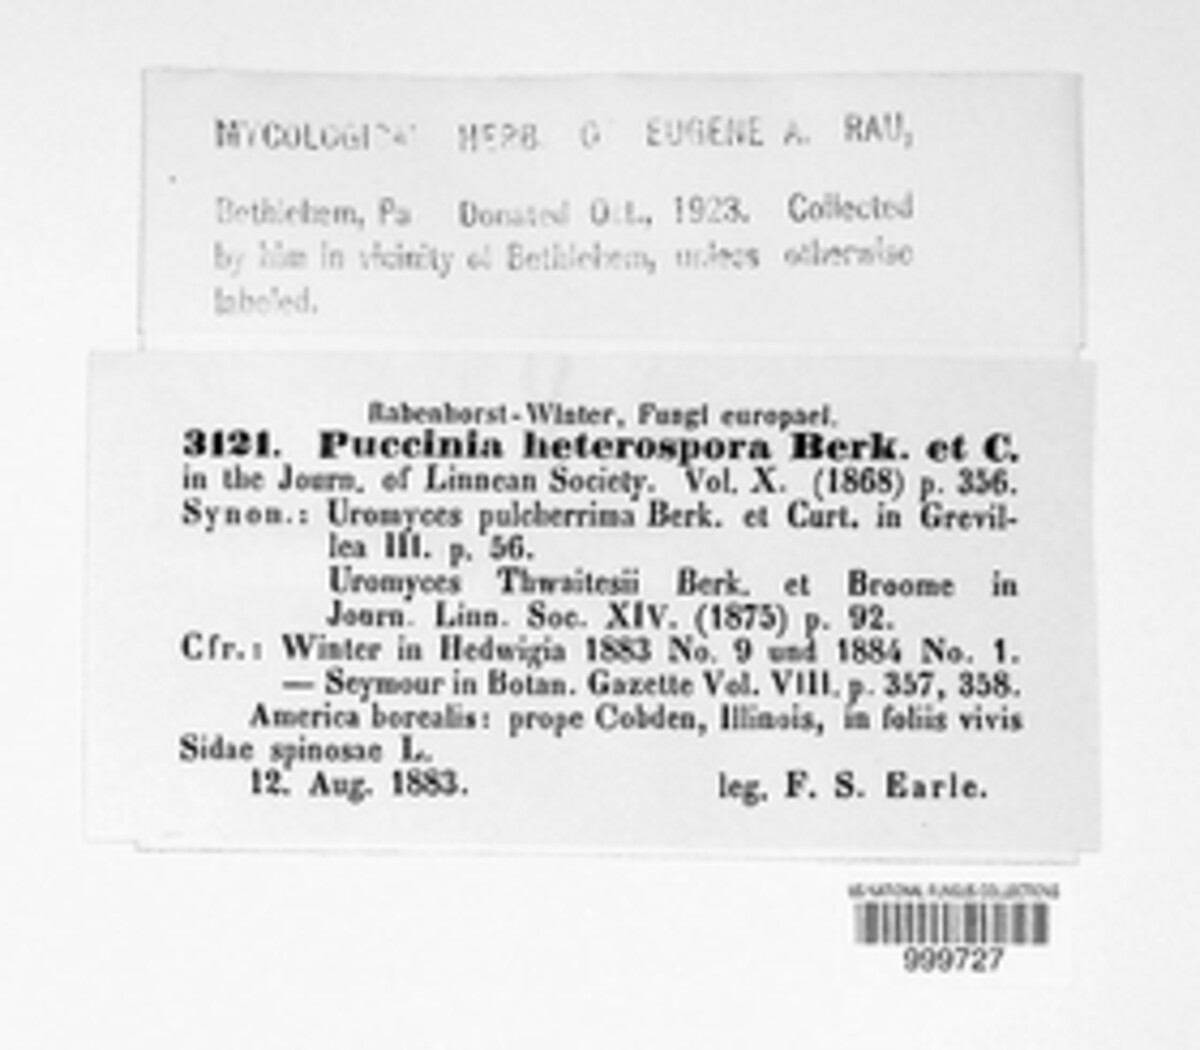 MYCOLOGICAL HERB. O EUGENE A. RAU,
Bethlehem, Pa Donated Oct., 1923. Collected
by him in vicinity of Bethlehem, unless otherwise
labeled.
Rabenhorst-Winter, Fungi europaei.
3121. Puccinia heterospora Berk. et C.
in the Journ. of Linnean Society. Vol. X. (1868) p. 356.
Synon.: Uromyces pulcherrima Berk. et Curt. in Grevil-
lea III. p. 56.
Uromyces Thwaitesii Berk. et Broome in
Journ. Linn. Soc. XIV. (1875) p. 92.
Cfr.: Winter in Hedwigia 1883 No. 9 und 1884 No. 1.
— Seymour in Botan. Gazette Vol. VIII. p. 357, 358.
America borealis: prope Cobden, Illinois, in foliis vivis
Sidae spinosae L.
12. Aug. 1883. leg. F. S. Earle.
US NATIONAL FUNGUS COLLECTIONS
999727